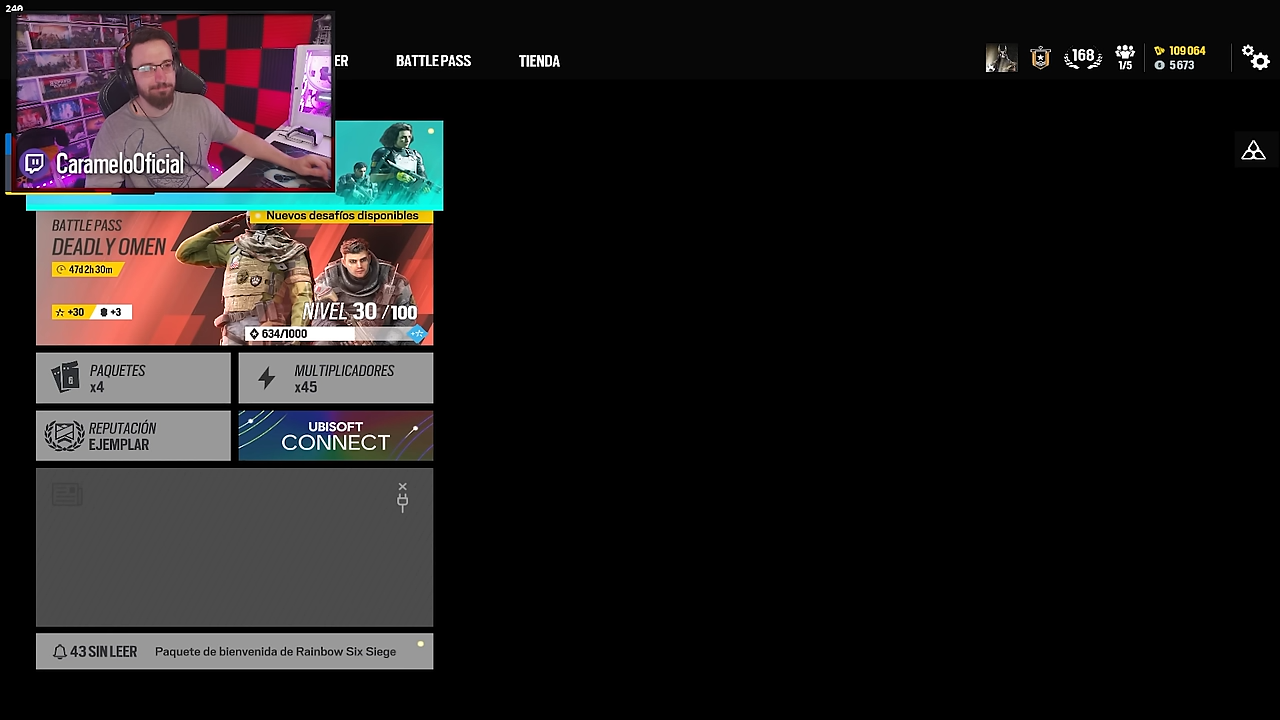 240
ER
BATTLE PASS
TIENDA
168
1/5
109 064
5 673
CarameloOficial
Nuevos desafíos disponibles
BATTLE PASS
DEADLY OMEN
47d 2h 30m
+30
+3
NIVEL 30 /100
634/1000
PAQUETES
x4
MULTIPLICADORES
x45
REPUTACIÓN
EJEMPLAR
UBISOFT
CONNECT
43 SIN LEER
Paquete de bienvenida de Rainbow Six Siege